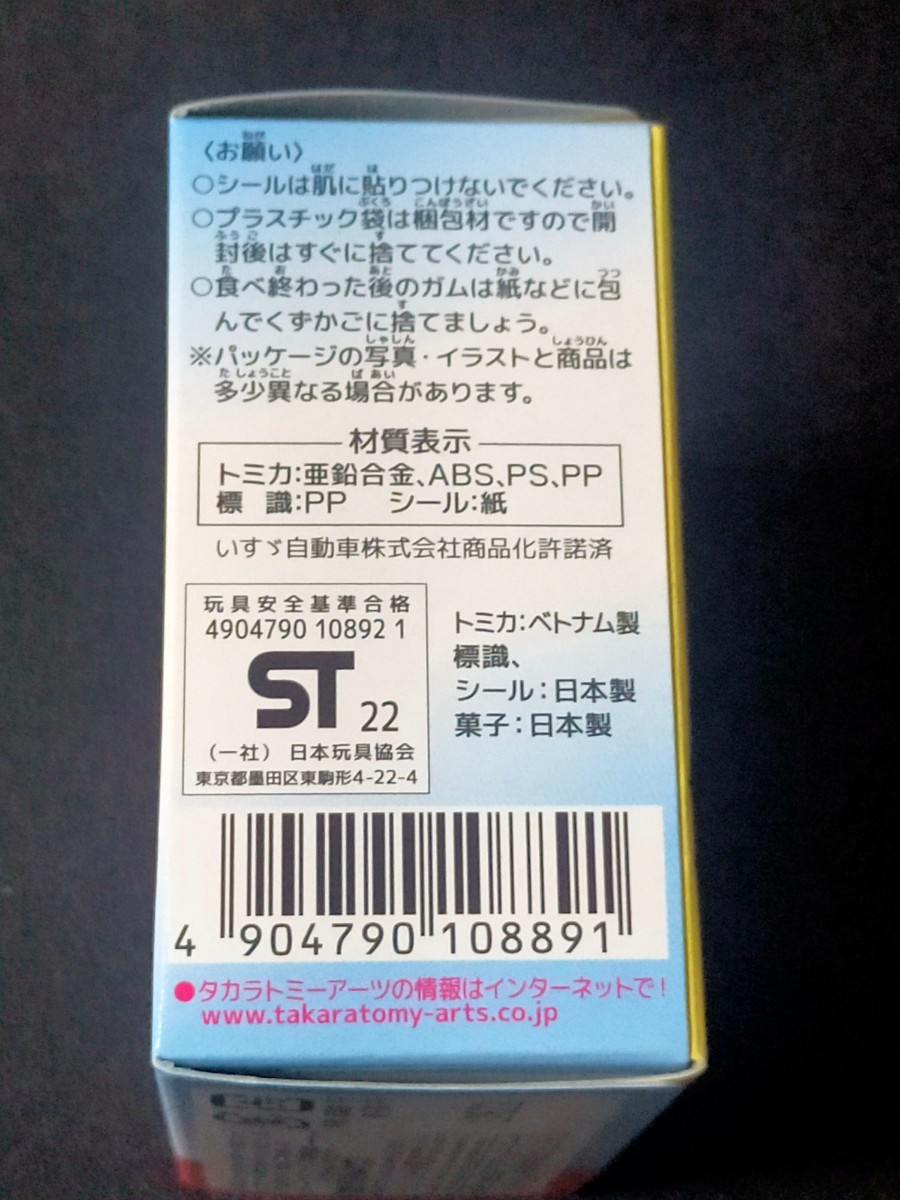 〈お願い〉
○シールは肌に貼りつけないでください。
○プラスチック袋は梱包材ですので開
封後はすぐに捨ててください。
○食べ終わった後のガムは紙などに包
んでくずかごに捨てましょう。
※パッケージの写真・イラストと商品は
多少異なる場合があります。
材質表示
トミカ：亜鉛合金、ABS、PS、PP
標 識：PP シール：紙
いすゞ自動車株式会社商品化許諾済
玩具安全基準合格
4904790 10892 1
ST 22
（一社） 日本玩具協会
東京都墨田区東駒形4-22-4
トミカ：ベトナム製
標識、
シール：日本製
菓子：日本製
4 904790 108891
●タカラトミーアーツの情報はインターネットで！
www.takaratomy-arts.co.jp